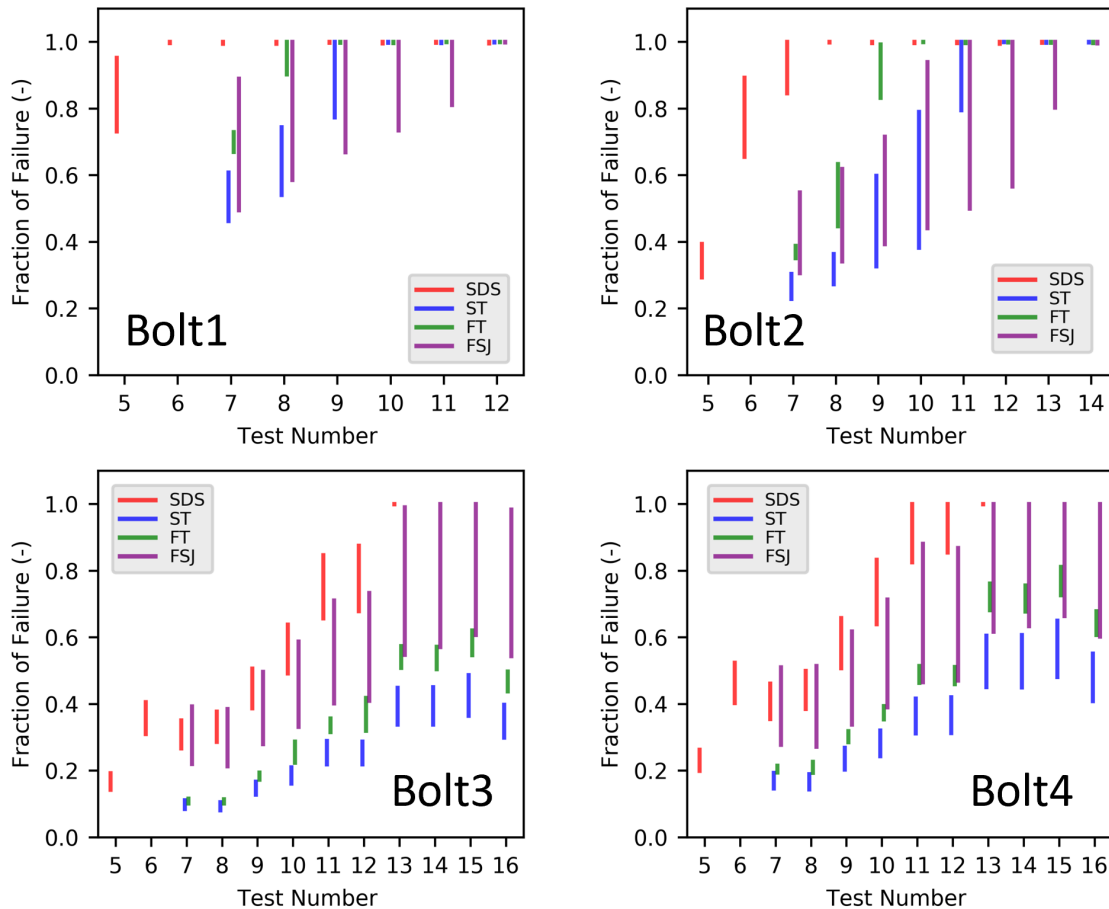 1.0
0.8
0.6
0.4
0.2
0.0
Fraction of Failure (-)
SDS
ST
FT
FSJ
Bolt1
5 6 7 8 9 10 11 12
Test Number
1.0
0.8
0.6
0.4
0.2
0.0
Fraction of Failure (-)
SDS
ST
FT
FSJ
Bolt2
5 6 7 8 9 10 11 12 13 14
Test Number
1.0
0.8
0.6
0.4
0.2
0.0
Fraction of Failure (-)
SDS
ST
FT
FSJ
Bolt3
5 6 7 8 9 10 11 12 13 14 15 16
Test Number
1.0
0.8
0.6
0.4
0.2
0.0
Fraction of Failure (-)
SDS
ST
FT
FSJ
Bolt4
5 6 7 8 9 10 11 12 13 14 15 16
Test Number